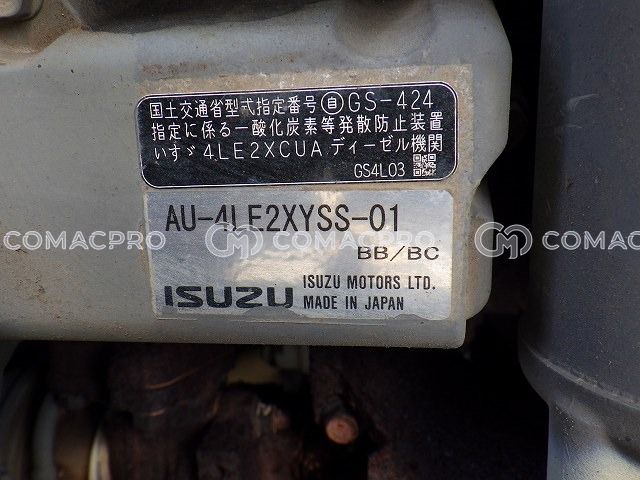 国土交通省型式指定番号 自 GS-424
指定に係る一酸化炭素等発散防止装置
いすゞ 4LE2XCUA ディーゼル機関
GS4L03
AU-4LE2XYSS-01
COMACPRO COMACPRO COMACPRO
BB/BC
ISUZU MOTORS LTD.
ISUZU MADE IN JAPAN